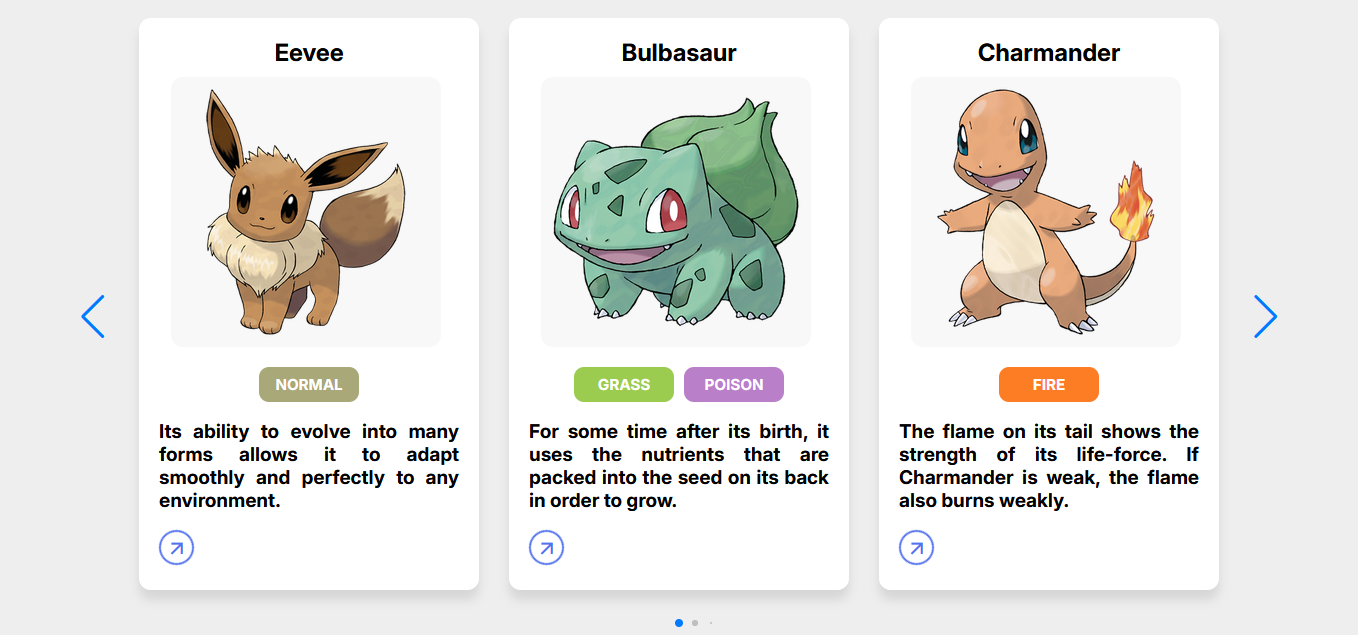 Eevee
NORMAL
Its ability to evolve into many
forms allows it to adapt
smoothly and perfectly to any
environment.
Bulbasaur
GRASS POISON
For some time after its birth, it
uses the nutrients that are
packed into the seed on its back
in order to grow.
Charmander
FIRE
The flame on its tail shows the
strength of its life-force. If
Charmander is weak, the flame
also burns weakly.